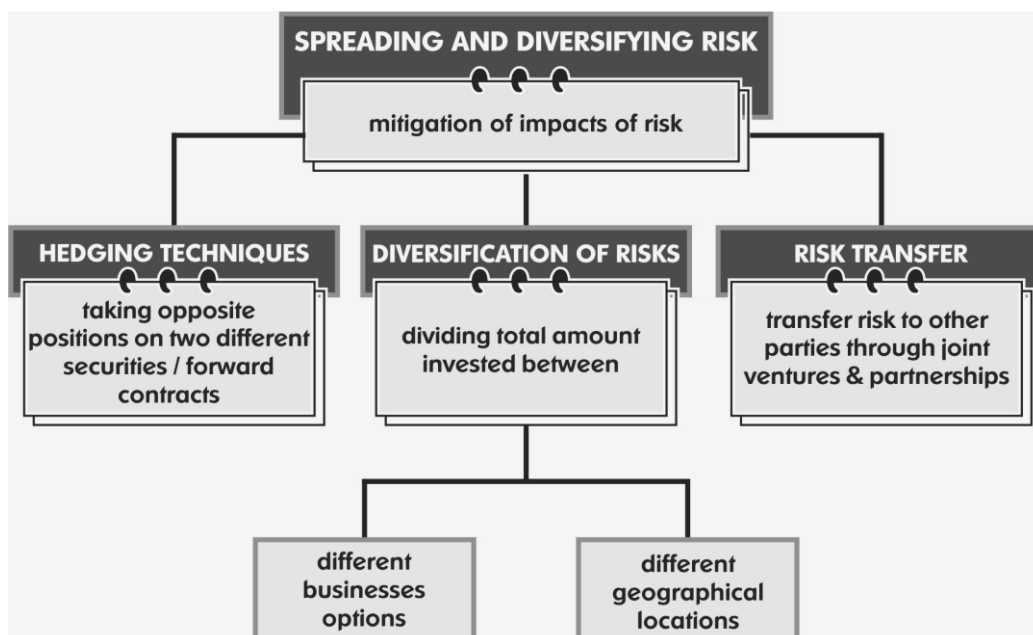 SPREADING AND DIVERSIFYING RISK
mitigation of impacts of risk
HEDGING TECHNIQUES
taking opposite
positions on two different
securities / forward
contracts
DIVERSIFICATION OF RISKS
dividing total amount
invested between
RISK TRANSFER
transfer risk to other
parties through joint
ventures & partnerships
different
businesses
options
different
geographical
locations